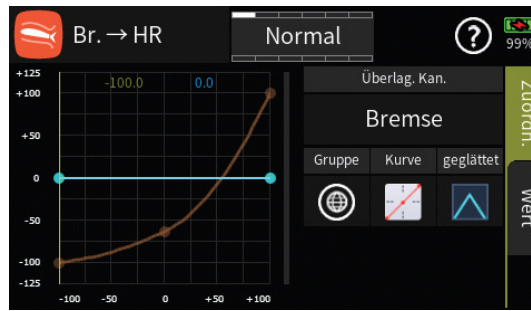 Br. → HR
Normal
99%
-100.0 0.0
+125
+100
+50
0
-50
-100
-125
-100 -50 0 +50 +100
Überlag. Kan.
Bremse
Gruppe Kurve geglättet
Zuordn.
Wert